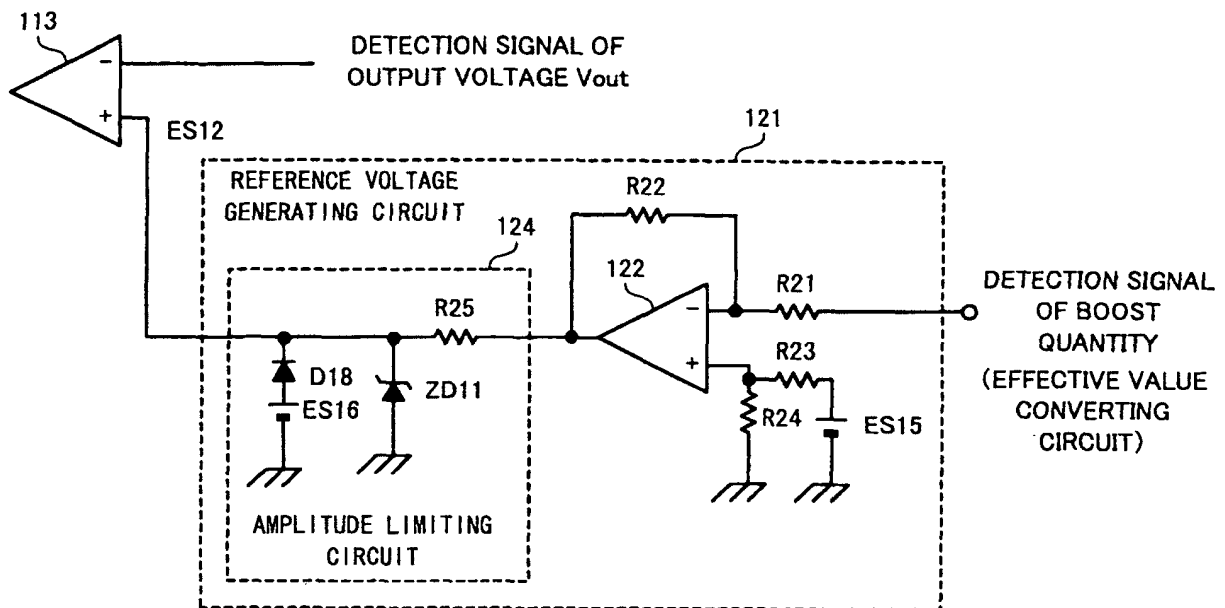 113
DETECTION SIGNAL OF
OUTPUT VOLTAGE Vout
-
+
ES12
121
REFERENCE VOLTAGE
GENERATING CIRCUIT
R22
124
122
R25
R21
-
+
R23
R24
ES15
D18
ES16
ZD11
AMPLITUDE LIMITING
CIRCUIT
DETECTION SIGNAL
OF BOOST
QUANTITY
(EFFECTIVE VALUE
CONVERTING
CIRCUIT)